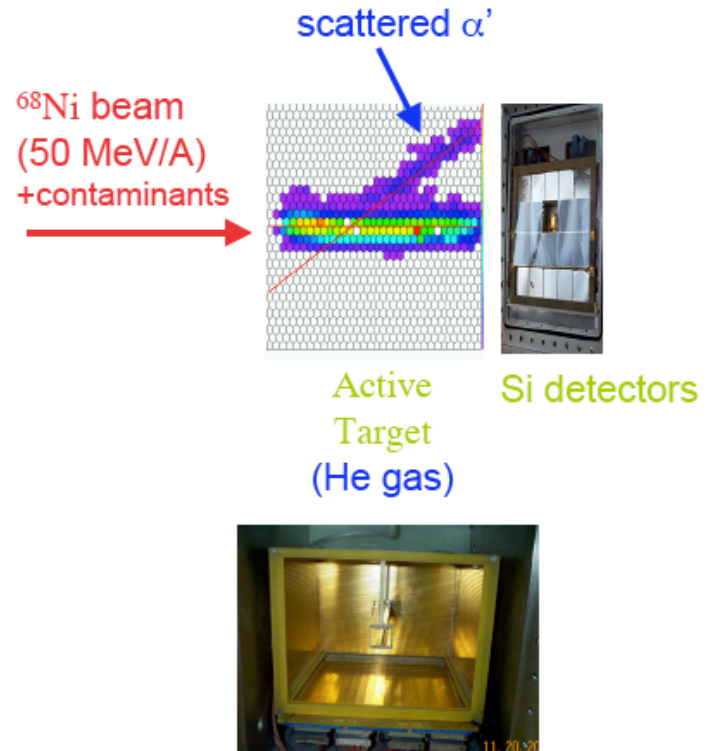 scattered α’
⁶⁸Ni beam
(50 MeV/A)
+contaminants
Active
Target
(He gas)
Si detectors